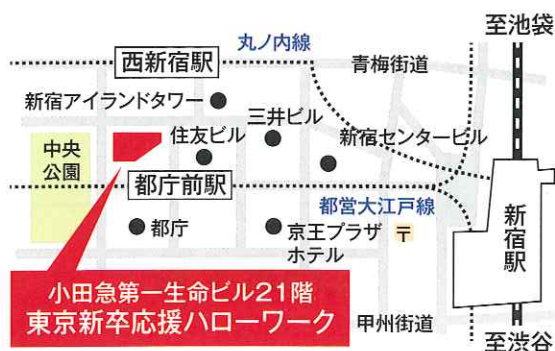 至池袋
丸ノ内線
西新宿駅
青梅街道
新宿アイランドタワー
三井ビル
住友ビル
新宿センタービル
中央
公園
都庁前駅
都営大江戸線
新宿駅
都庁
京王プラザ
ホテル
〒
小田急第一生命ビル21階
東京新卒応援ハローワーク
甲州街道
至渋谷